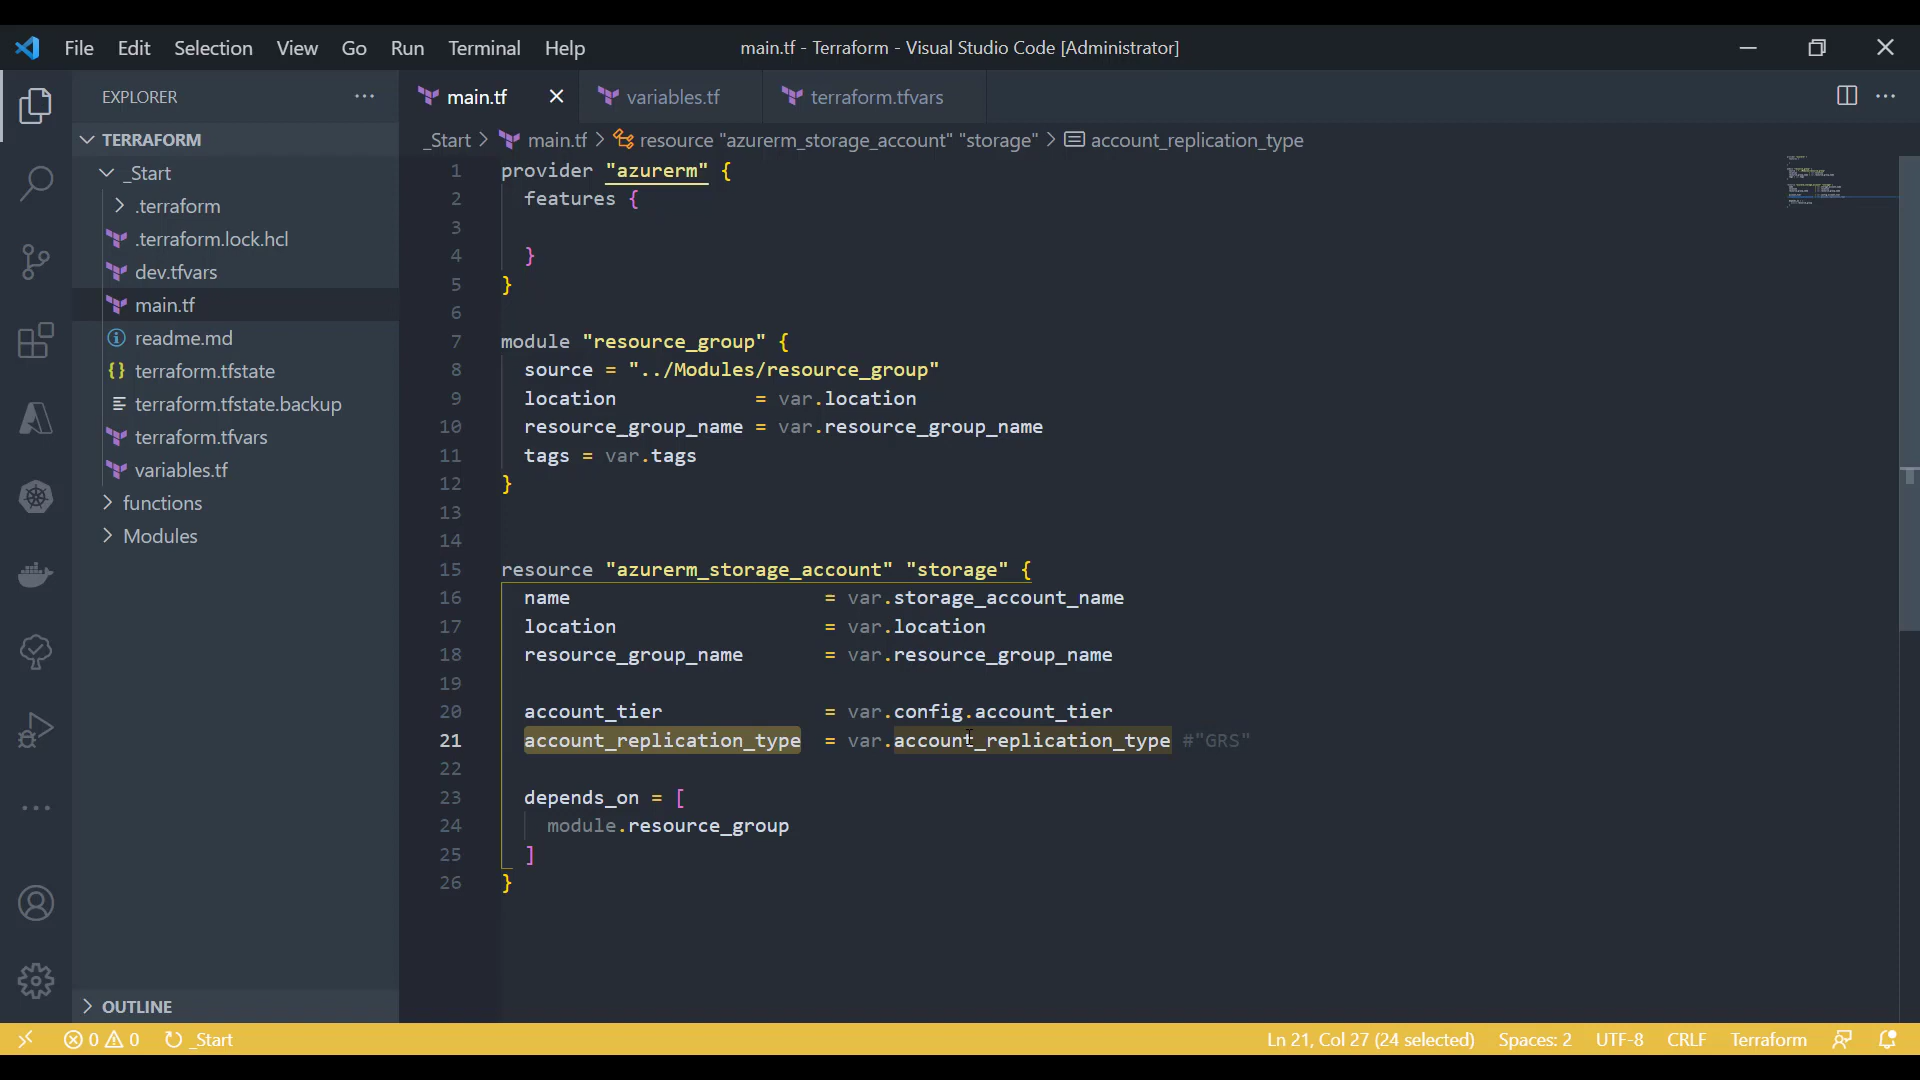 File Edit Selection View Go Run Terminal Help main.tf - Terraform - Visual Studio Code [Administrator]
EXPLORER
TERRAFORM
_Start
.terraform
.terraform.lock.hcl
dev.tfvars
main.tf
readme.md
terraform.tfstate
terraform.tfstate.backup
terraform.tfvars
variables.tf
functions
Modules
OUTLINE
main.tf variables.tf terraform.tfvars
_Start > main.tf > resource "azurerm_storage_account" "storage" > account_replication_type
1 provider "azurerm" {
2 features {
3
4 }
5 }
6
7 module "resource_group" {
8 source = "../Modules/resource_group"
9 location = var.location
10 resource_group_name = var.resource_group_name
11 tags = var.tags
12 }
13
14
15 resource "azurerm_storage_account" "storage" {
16 name = var.storage_account_name
17 location = var.location
18 resource_group_name = var.resource_group_name
19
20 account_tier = var.config.account_tier
21 account_replication_type = var.account_replication_type #"GRS"
22
23 depends_on = [
24 module.resource_group
25 ]
26 }
0 0 _Start Ln 21, Col 27 (24 selected) Spaces: 2 UTF-8 CRLF Terraform